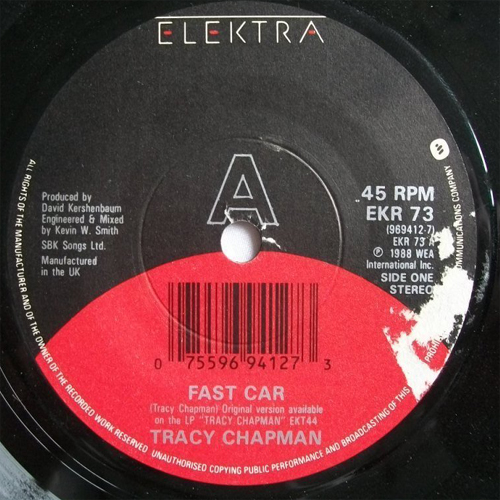 ELEKTRA
A
Produced by
David Kershenbaum
Engineered & Mixed
by Kevin W. Smith
SBK Songs Ltd.
Manufactured
in the UK
45 RPM
EKR 73
(969412-7)
EKR 73 A
℗ 1988 WEA
International Inc.
SIDE ONE
STEREO
0 75596 94127 3
FAST CAR
(Tracy Chapman) Original version available
on the LP "TRACY CHAPMAN" EKT44
TRACY CHAPMAN
ALL RIGHTS OF THE MANUFACTURER AND OF THE OWNER OF THE RECORDED WORK RESERVED UNAUTHORISED COPYING PUBLIC PERFORMANCE AND BROADCASTING OF THIS
COMMUNICATIONS COMPANY